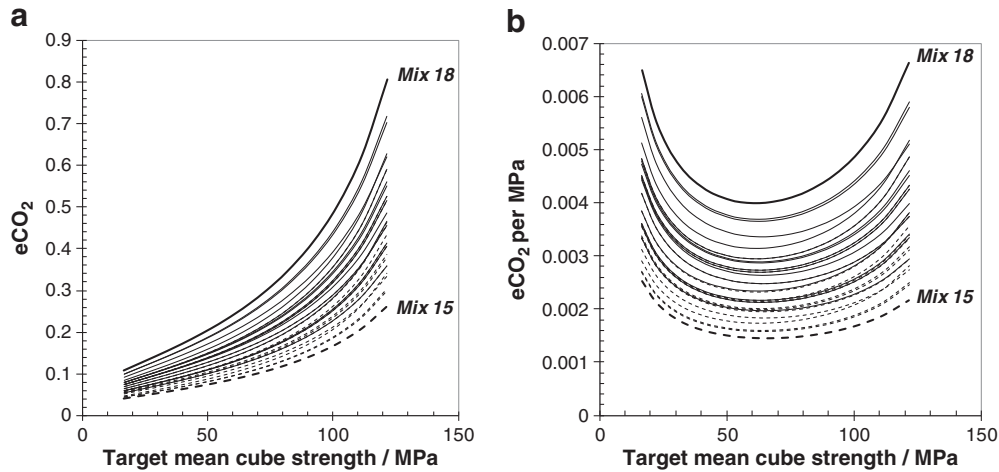 a
0.9
0.8
0.7
0.6
0.5
0.4
0.3
0.2
0.1
0
eCO2
Mix 18
Mix 15
0 50 100 150
Target mean cube strength / MPa
b
0.007
0.006
0.005
0.004
0.003
0.002
0.001
0
eCO2 per MPa
Mix 18
Mix 15
0 50 100 150
Target mean cube strength / MPa